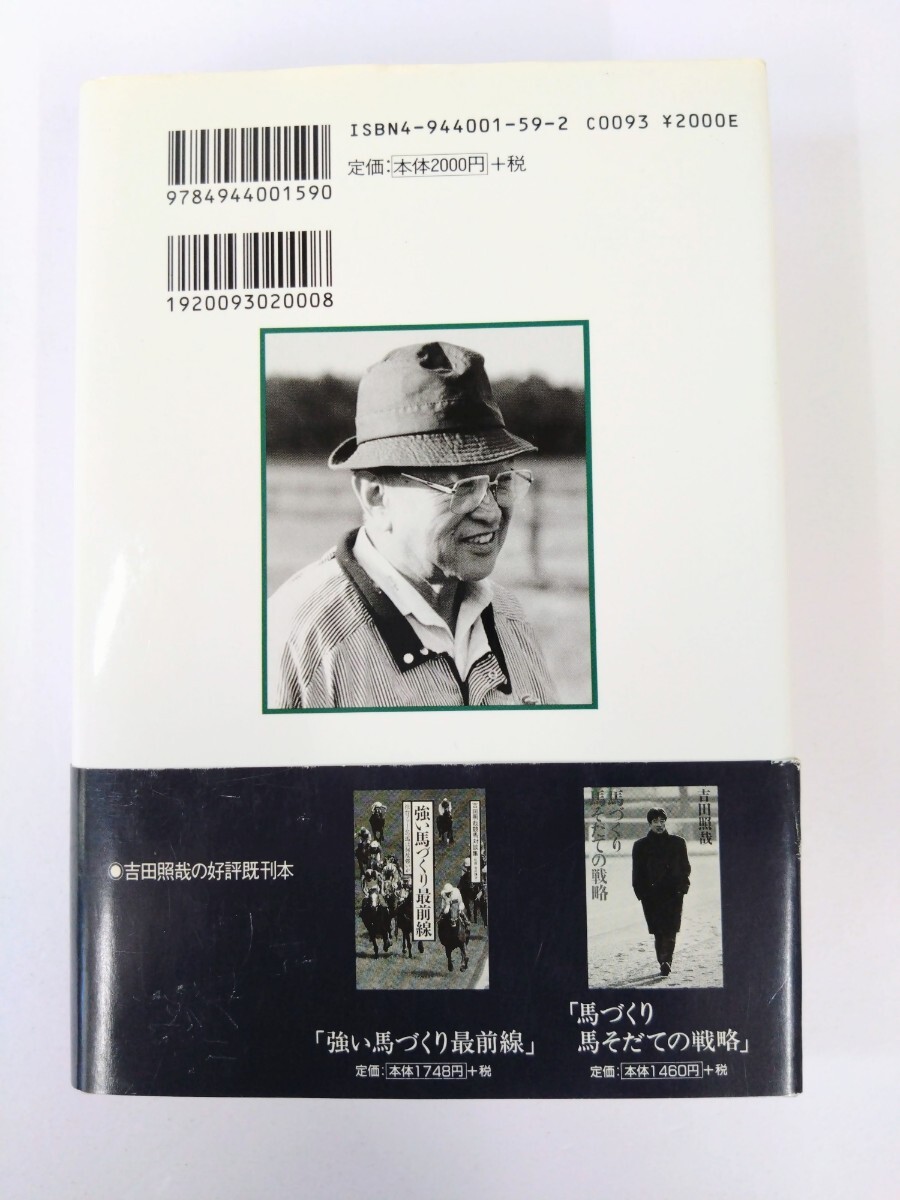 ISBN4-944001-59-2 C0093 ¥2000E
定価：本体2000円+税
9784944001590
1920093020008
●吉田照哉の好評既刊本
強い馬づくり最前線
吉田照哉
馬づくり
馬そだての戦略
「強い馬づくり最前線」
定価：本体1748円+税
「馬づくり
馬そだての戦略」
定価：本体1460円+税